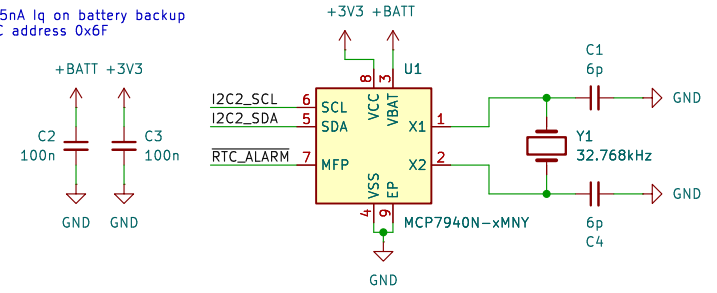 5nA Iq on battery backup
C address 0x6F
+BATT
+3V3
C2
100n
C3
100n
GND
GND
+3V3
+BATT
U1
I2C2_SCL
I2C2_SDA
RTC_ALARM
6
5
7
8
3
1
2
4
9
SCL
SDA
MFP
VCC
VBAT
X1
X2
VSS
EP
MCP7940N-xMNY
GND
C1
6p
GND
Y1
32.768kHz
GND
6p
C4